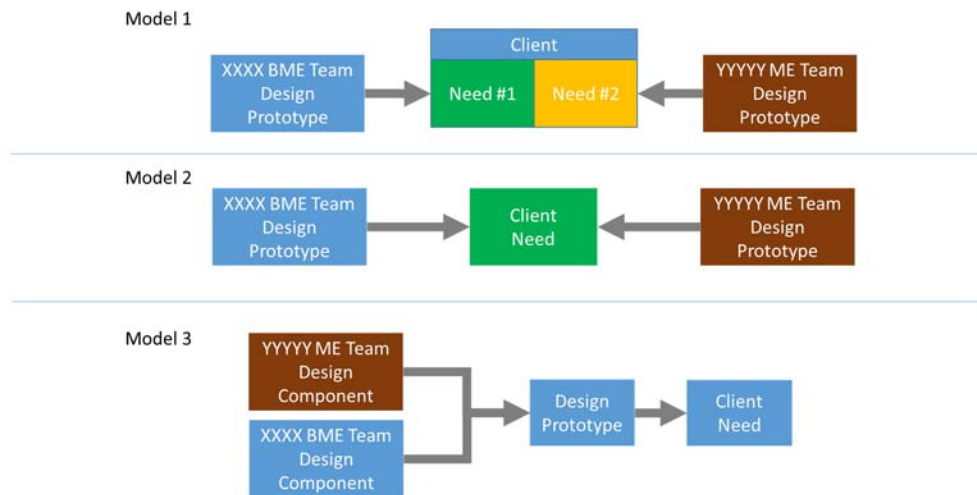 Model 1
XXXX BME Team
Design
Prototype
Client
Need #1
Need #2
YYYYY ME Team
Design
Prototype
Model 2
XXXX BME Team
Design
Prototype
Client
Need
YYYYY ME Team
Design
Prototype
Model 3
YYYYY ME Team
Design
Component
XXXX BME Team
Design
Component
Design
Prototype
Client
Need